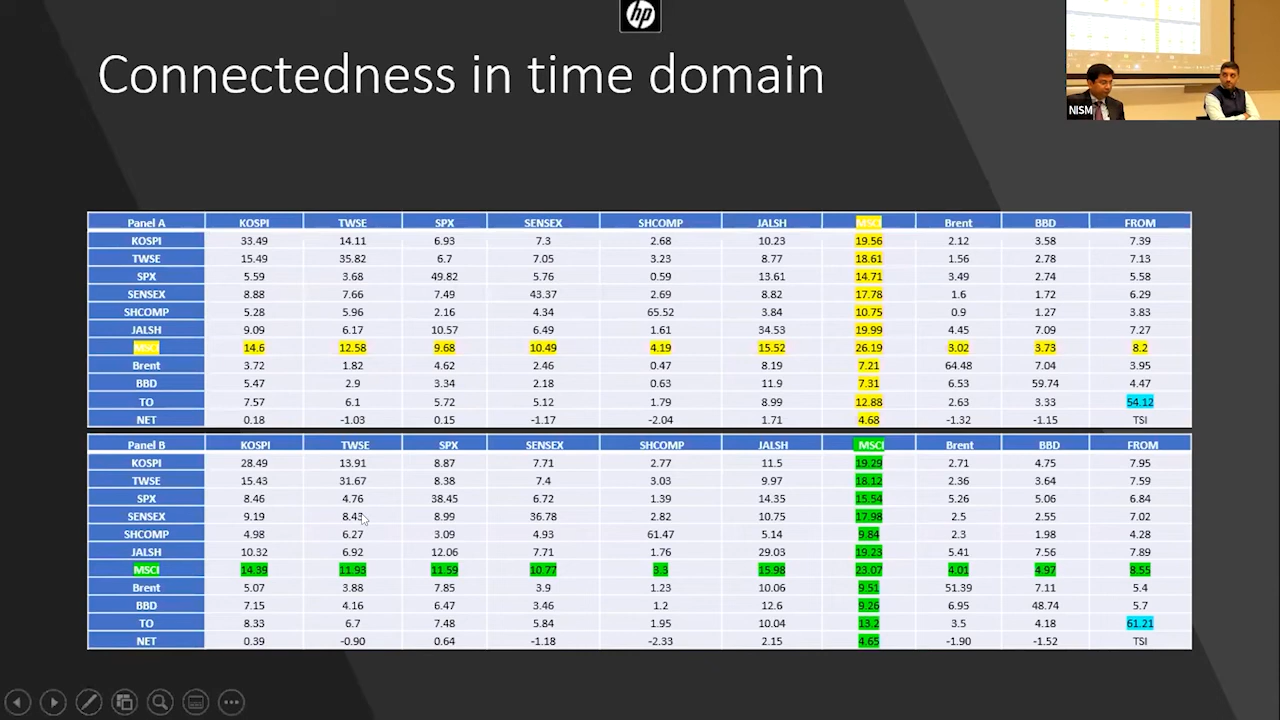 hp
Connectedness in time domain
NISM
Panel A KOSPI TWSE SPX SENSEX SHCOMP JALSH MSCI Brent BBD FROM
KOSPI 33.49 14.11 6.93 7.3 2.68 10.23 19.56 2.12 3.58 7.39
TWSE 15.49 35.82 6.7 7.05 3.23 8.77 18.61 1.56 2.78 7.13
SPX 5.59 3.68 49.82 5.76 0.59 13.61 14.71 3.49 2.74 5.58
SENSEX 8.88 7.66 7.49 43.37 2.69 8.82 17.78 1.6 1.72 6.29
SHCOMP 5.28 5.96 2.16 4.34 65.52 3.84 10.75 0.9 1.27 3.83
JALSH 9.09 6.17 10.57 6.49 1.61 34.53 19.99 4.45 7.09 7.27
MSCI 14.6 12.58 9.68 10.49 4.19 15.52 26.19 3.02 3.73 8.2
Brent 3.72 1.82 4.62 2.46 0.47 8.19 7.21 64.48 7.04 3.95
BBD 5.47 2.9 3.34 2.18 0.63 11.9 7.31 6.53 59.74 4.47
TO 7.57 6.1 5.72 5.12 1.79 8.99 12.88 2.63 3.33 54.12
NET 0.18 -1.03 0.15 -1.17 -2.04 1.71 4.68 -1.32 -1.15 TSI
Panel B KOSPI TWSE SPX SENSEX SHCOMP JALSH MSCI Brent BBD FROM
KOSPI 28.49 13.91 8.87 7.71 2.77 11.5 19.29 2.71 4.75 7.95
TWSE 15.43 31.67 8.38 7.4 3.03 9.97 18.12 2.36 3.64 7.59
SPX 8.46 4.76 38.45 6.72 1.39 14.35 15.54 5.26 5.06 6.84
SENSEX 9.19 8.43 8.99 36.78 2.82 10.75 17.98 2.5 2.55 7.02
SHCOMP 4.98 6.27 3.09 4.93 61.47 5.14 9.84 2.3 1.98 4.28
JALSH 10.32 6.92 12.06 7.71 1.76 29.03 19.23 5.41 7.56 7.89
MSCI 14.39 11.93 11.59 10.77 3.3 15.98 23.07 4.01 4.97 8.55
Brent 5.07 3.88 7.85 3.9 1.23 10.06 9.51 51.39 7.11 5.4
BBD 7.15 4.16 6.47 3.46 1.2 12.6 9.26 6.95 48.74 5.7
TO 8.33 6.7 7.48 5.84 1.95 10.04 13.2 3.5 4.18 61.21
NET 0.39 -0.90 0.64 -1.18 -2.33 2.15 4.65 -1.90 -1.52 TSI